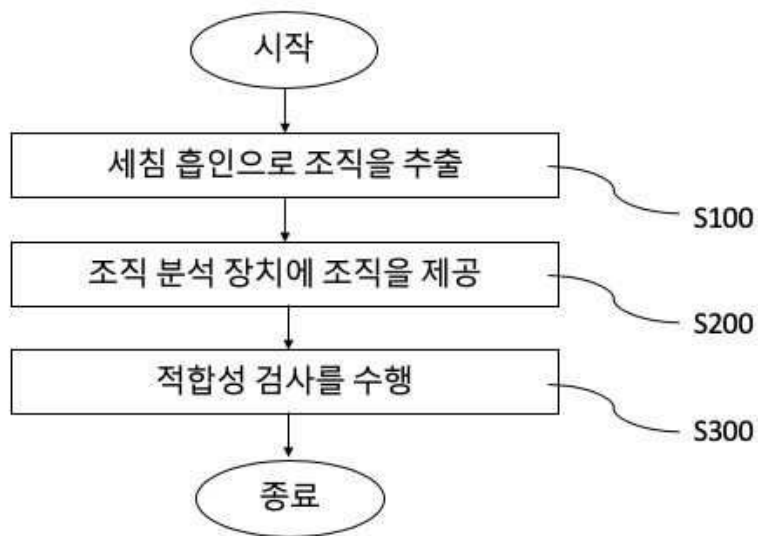 시작
세침 흡인으로 조직을 추출
S100
조직 분석 장치에 조직을 제공
S200
적합성 검사를 수행
S300
종료